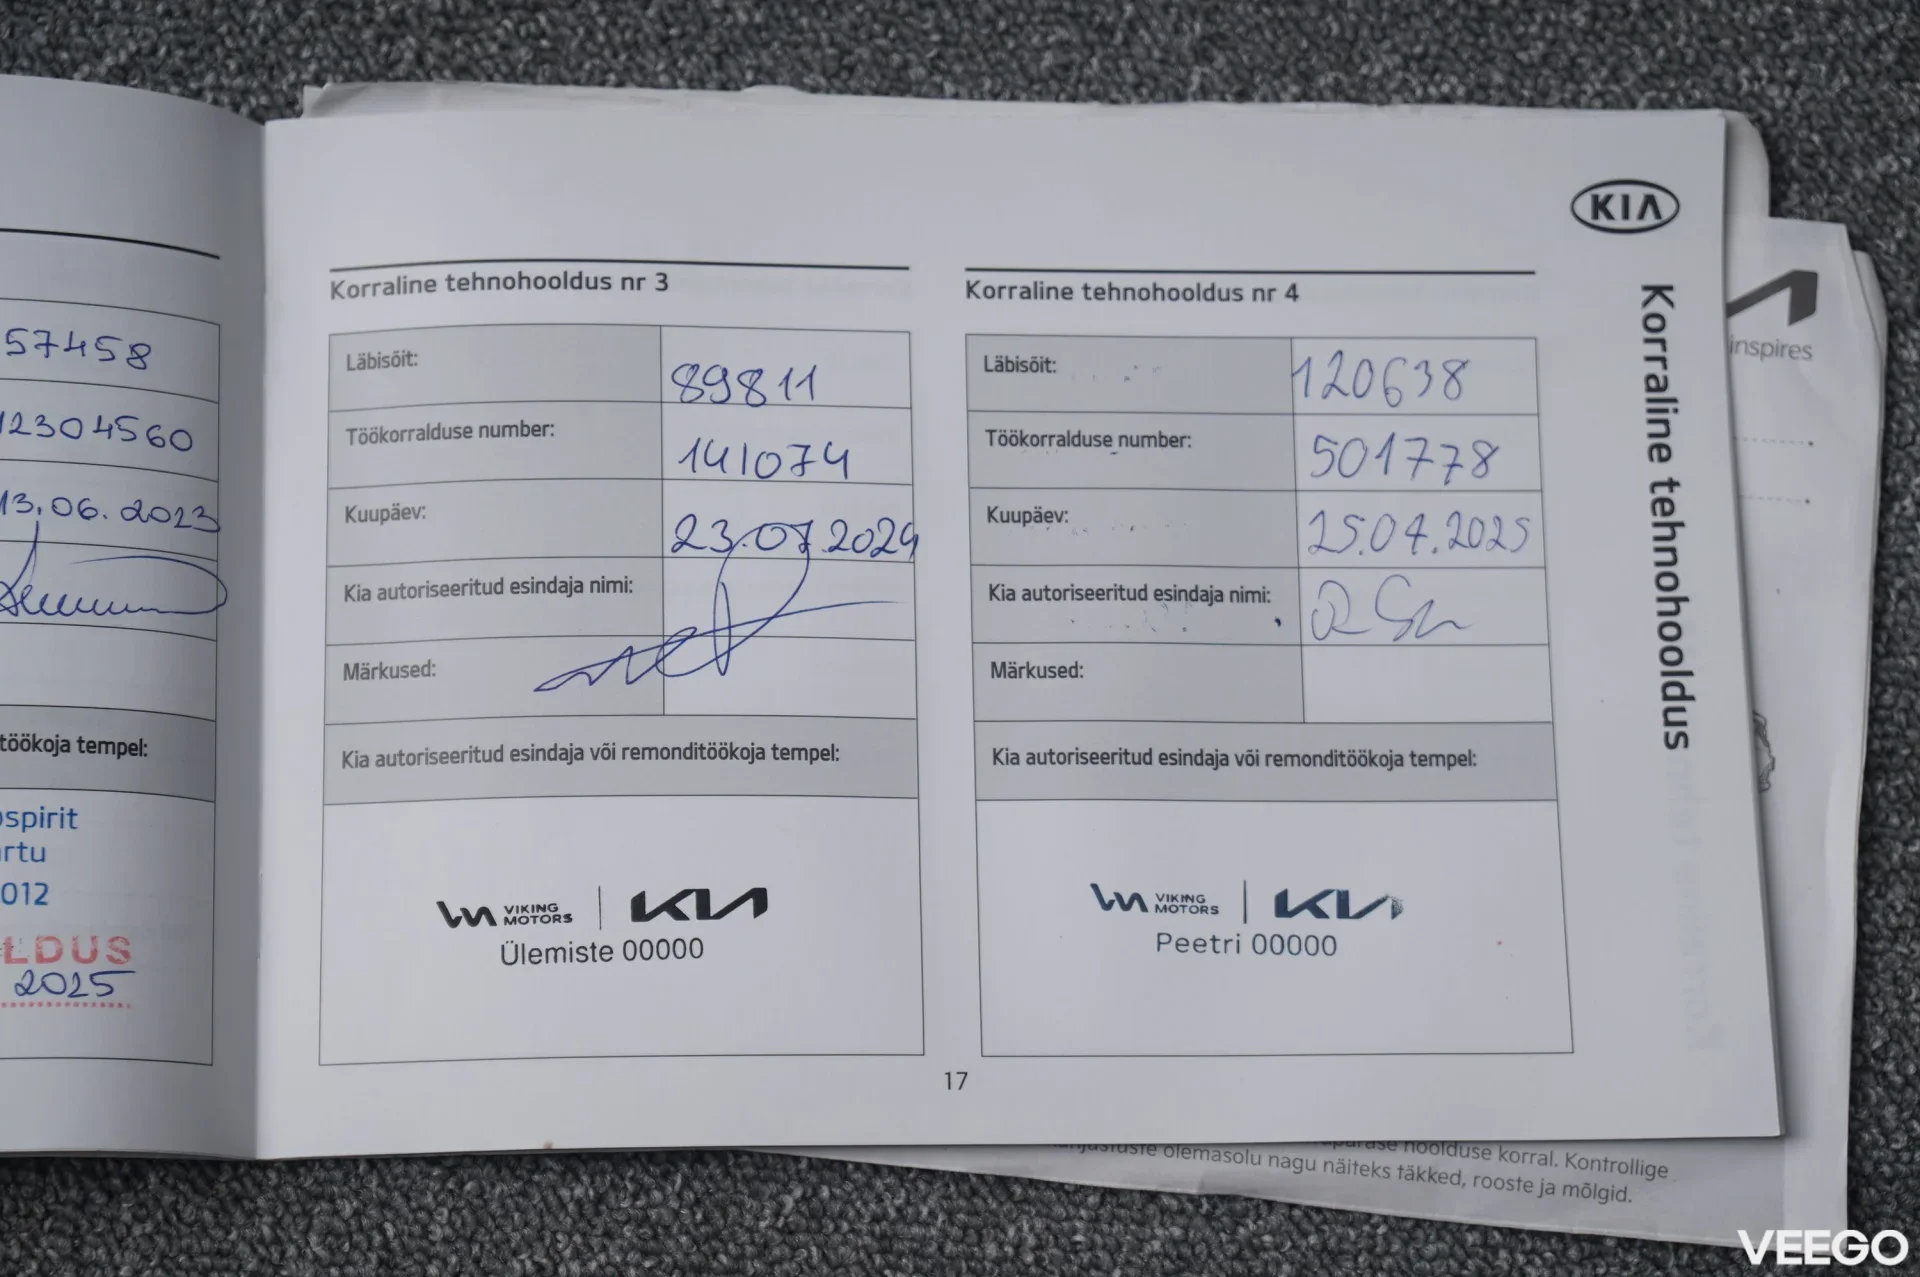 57458
12304560
13.06.2023
töökoja tempel:
spirit
rtu
012
LDUS
2025
Korraline tehnohooldus nr 3
Läbisõit: 89811
Töökorralduse number: 141074
Kuupäev: 23.07.2024
Kia autoriseeritud esindaja nimi:
Märkused:
Kia autoriseeritud esindaja või remonditöökoja tempel:
VIKING
MOTORS
KIA
Ülemiste 00000
Korraline tehnohooldus nr 4
Läbisõit: 120638
Töökorralduse number: 501778
Kuupäev: 25.04.2025
Kia autoriseeritud esindaja nimi:
Märkused:
Kia autoriseeritud esindaja või remonditöökoja tempel:
VIKING
MOTORS
KIA
Peetri 00000
17
KIA
Korraline tehnohooldus
inspires
hoolduse korral. Kontrollige
olemasolu nagu näiteks täkked, rooste ja mõlgid.
VEEGO